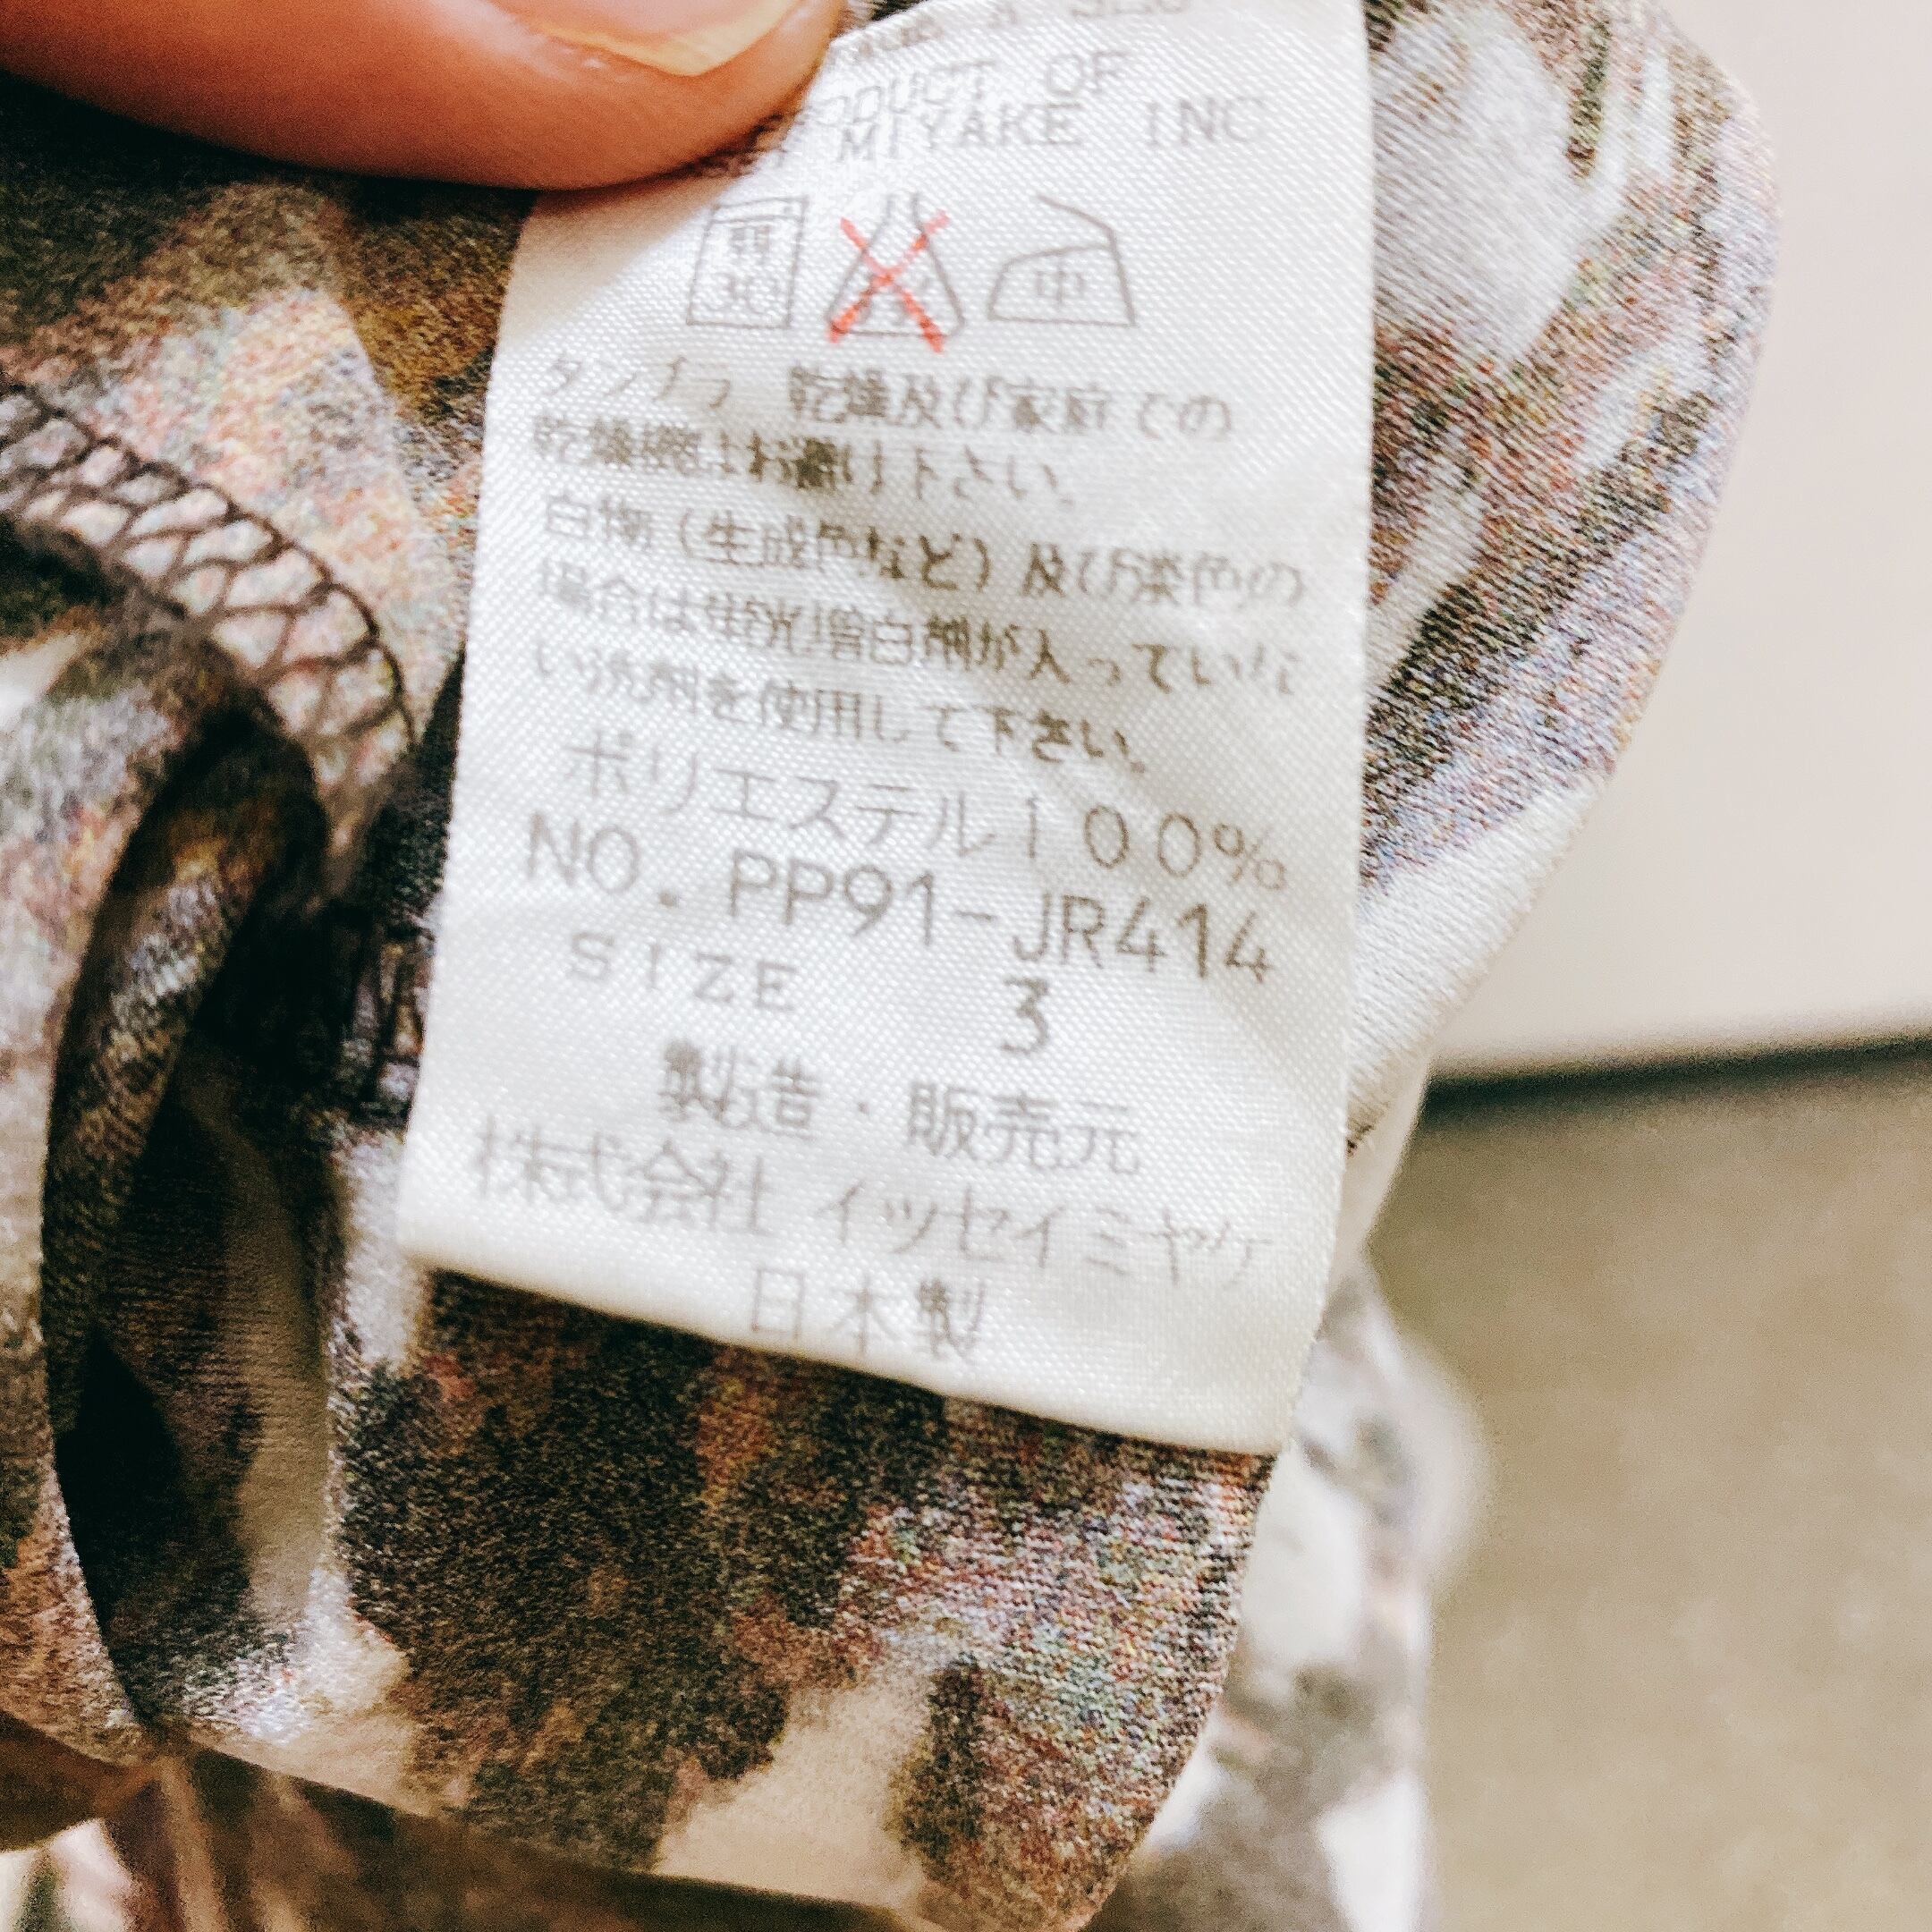 PRODUCT OF
MIYAKE INC
弱
30
中
タンブラー乾燥及び家庭での
乾燥機はお避け下さい。
白物（生成色など）及び淡色の
場合は蛍光増白剤が入っていな
い洗剤を使用して下さい。
ポリエステル100%
NO. PP91-JR414
SIZE 3
製造・販売元
株式会社 イッセイミヤケ
日本製